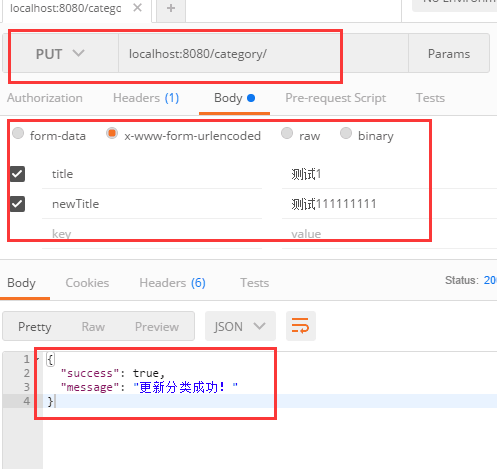 localhost:8080/catego
PUT localhost:8080/category/ Params
Authorization Headers (1) Body Pre-request Script Tests
form-data x-www-form-urlencoded raw binary
title 测试1
newTitle 测试111111111
key value
Body Cookies Headers (6) Tests Status: 20
Pretty Raw Preview JSON
1 {
2 "success": true,
3 "message": "更新分类成功！"
4 }